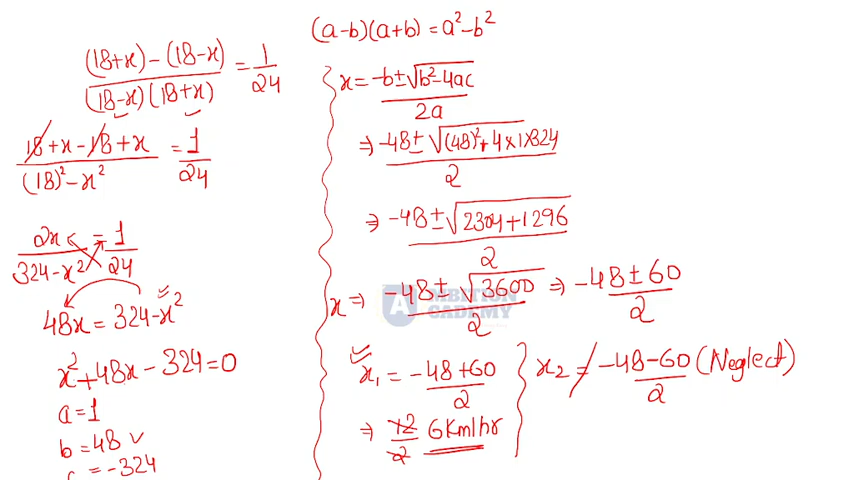 (a-b)(a+b) = a²-b²
(18+x) - (18-x) / (18-x)(18+x) = 1/24
18+x-18+x / (18)²-x² = 1/24
2x / 324-x² = 1/24
48x = 324-x²
x²+48x-324=0
a=1
b=48
c=-324
x = -b±√b²-4ac / 2a
⇒ -48±√(48)²+4×1×324 / 2
⇒ -48±√2304+1296 / 2
x ⇒ -48±√3600 / 2 ⇒ -48±60 / 2
AMBITION
ACADEMY
x₁ = -48+60 / 2
⇒ 12/2 6Km/hr
x₂ = -48-60 / 2 (Neglect)